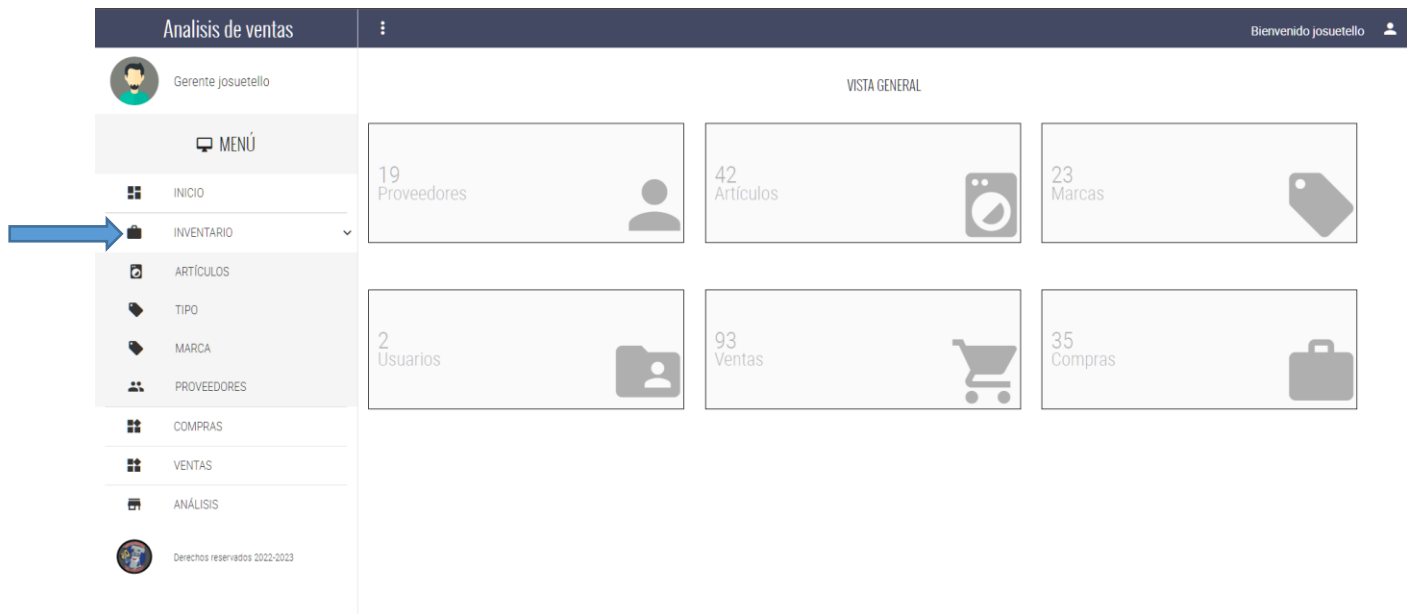 Analisis de ventas
Bienvenido josuetello
Gerente josuetello
MENÚ
INICIO
INVENTARIO
ARTÍCULOS
TIPO
MARCA
PROVEEDORES
COMPRAS
VENTAS
ANÁLISIS
Derechos reservados 2022-2023
VISTA GENERAL
19
Proveedores
42
Artículos
23
Marcas
2
Usuarios
93
Ventas
35
Compras